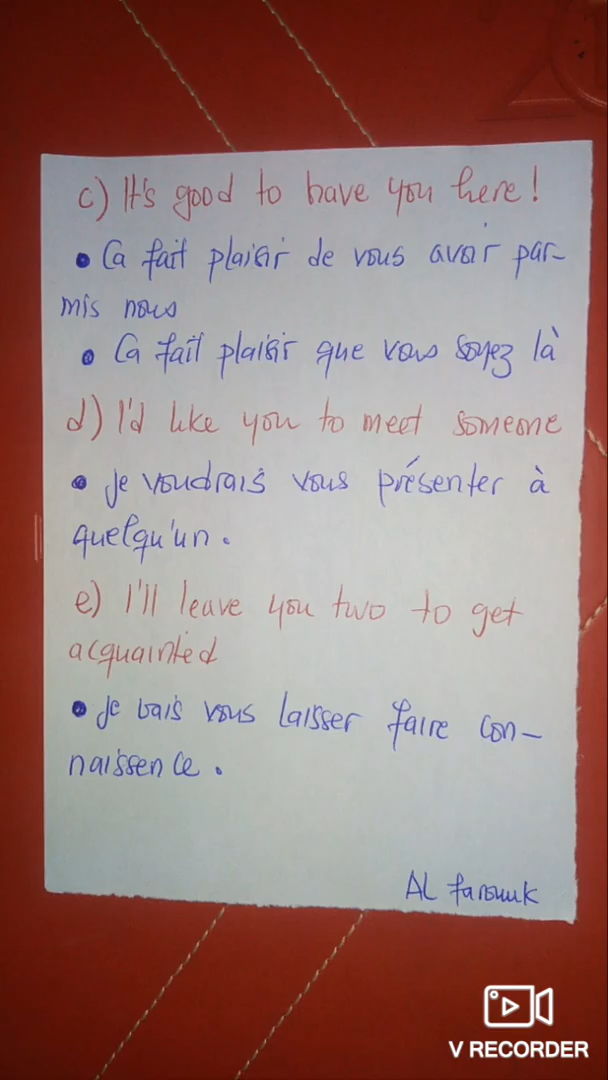 c) It's good to have you here!
• Ca fait plaisir de vous avoir par-
mis nous
• Ca fait plaisir que vous soyez là
d) I'd like you to meet someone
• Je voudrais vous présenter à
quelqu'un.
e) I'll leave you two to get
acquainted
• Je vais vous laisser faire con-
naissence.
AL farouuk
V RECORDER